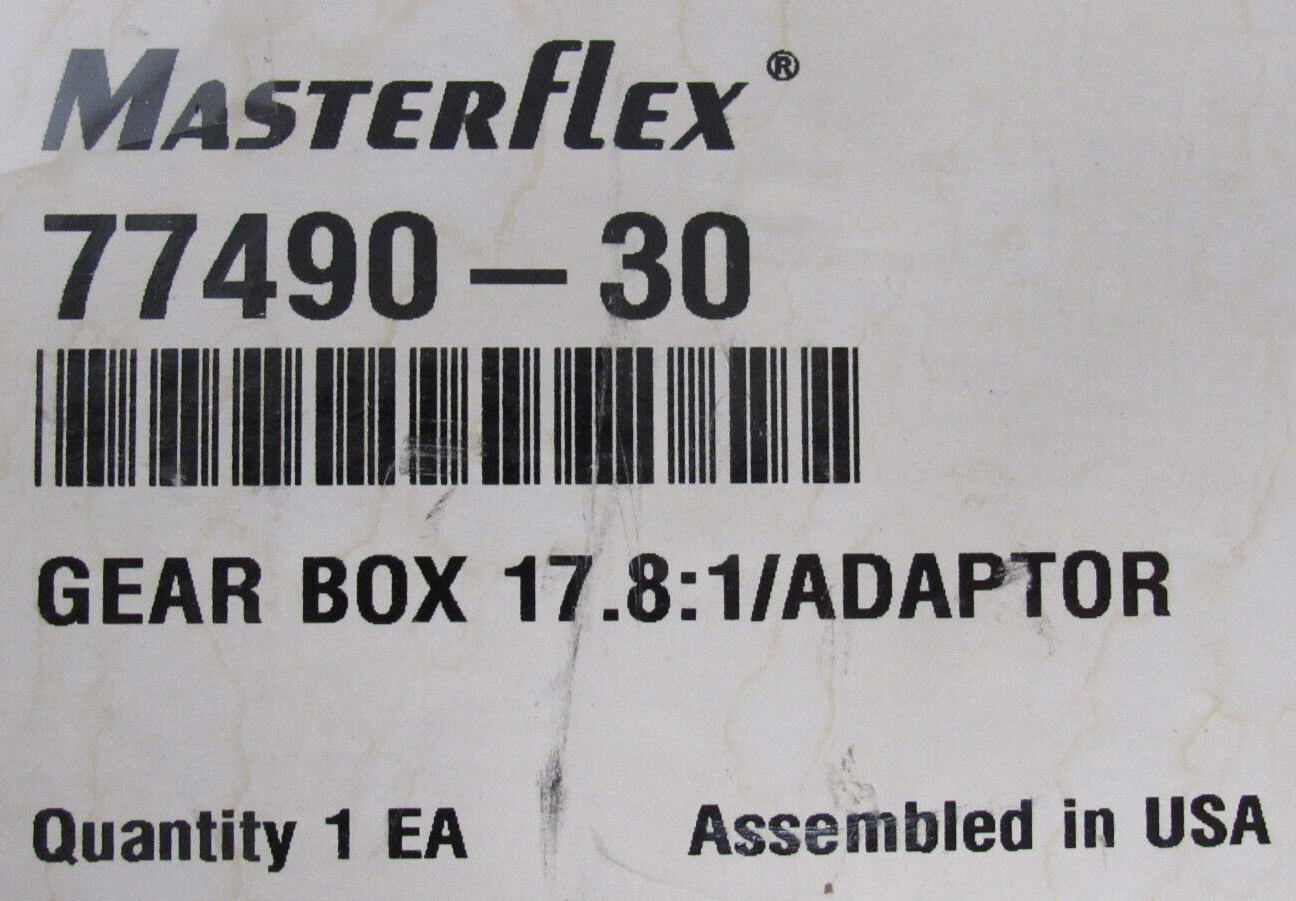 MASTERFLEX®
77490-30
GEAR BOX 17.8:1/ADAPTOR
Quantity 1 EA
Assembled in USA